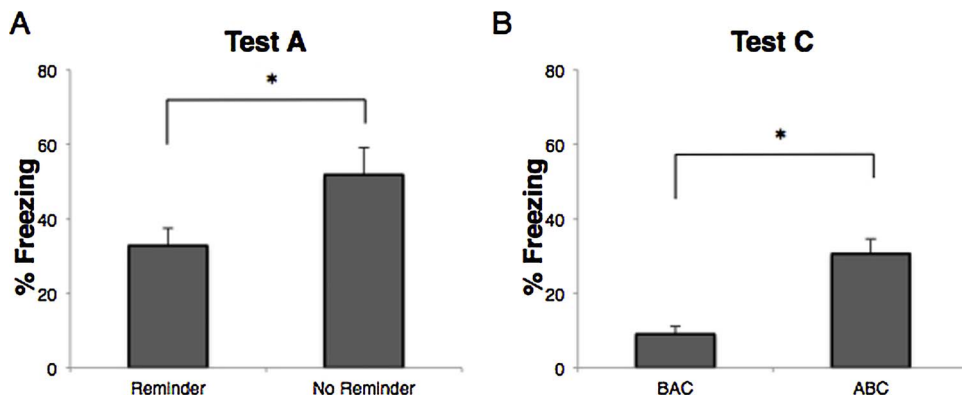 A
Test A
% Freezing
80
60
40
20
0
*
Reminder
No Reminder
B
Test C
% Freezing
80
60
40
20
0
*
BAC
ABC